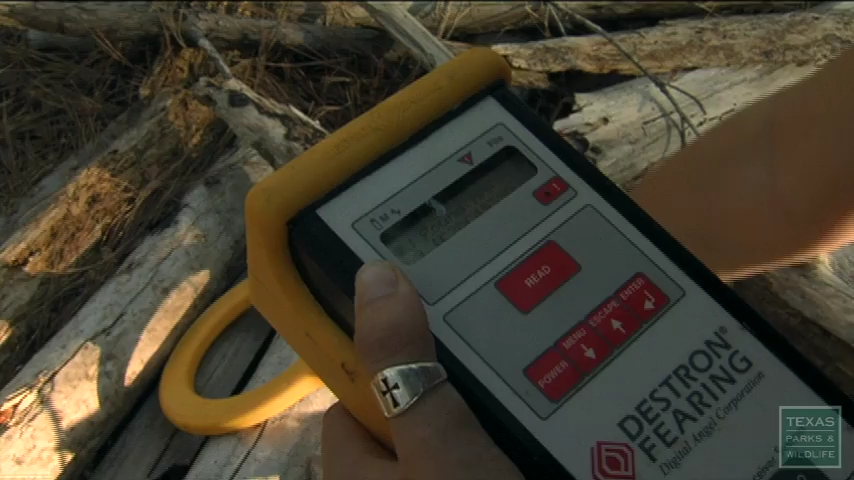 READ
POWER
MENU
ESCAPE
ENTER
DESTRON®
FEARING
Digital Angel Corporation
TEXAS
PARKS &
WILDLIFE